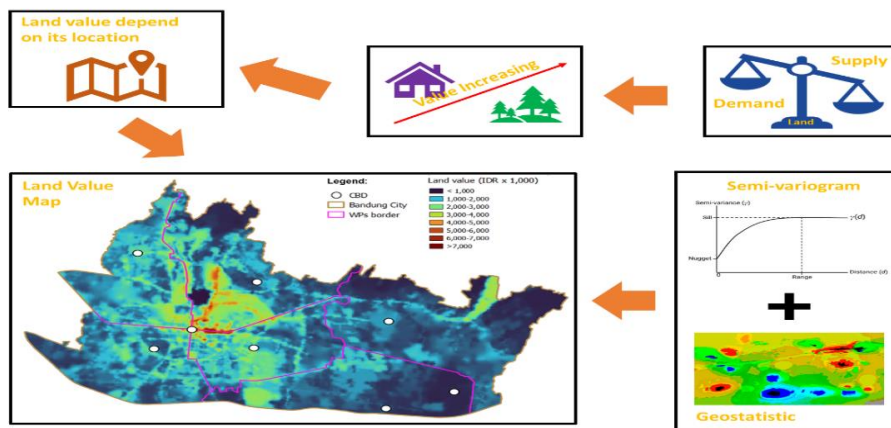 Land value depend
on its location
Value Increasing
Supply
Demand
Land
Land Value
Map
Legend:
CBD
Bandung City
WPs border
Land value (IDR x 1,000)
< 1,000
1,000-2,000
2,000-3,000
3,000-4,000
4,000-5,000
5,000-6,000
6,000-7,000
>7,000
Semi-variogram
Semi-variance (γ)
Sill
γ(d)
Nugget
0
Range
Distance (d)
+
Geostatistic